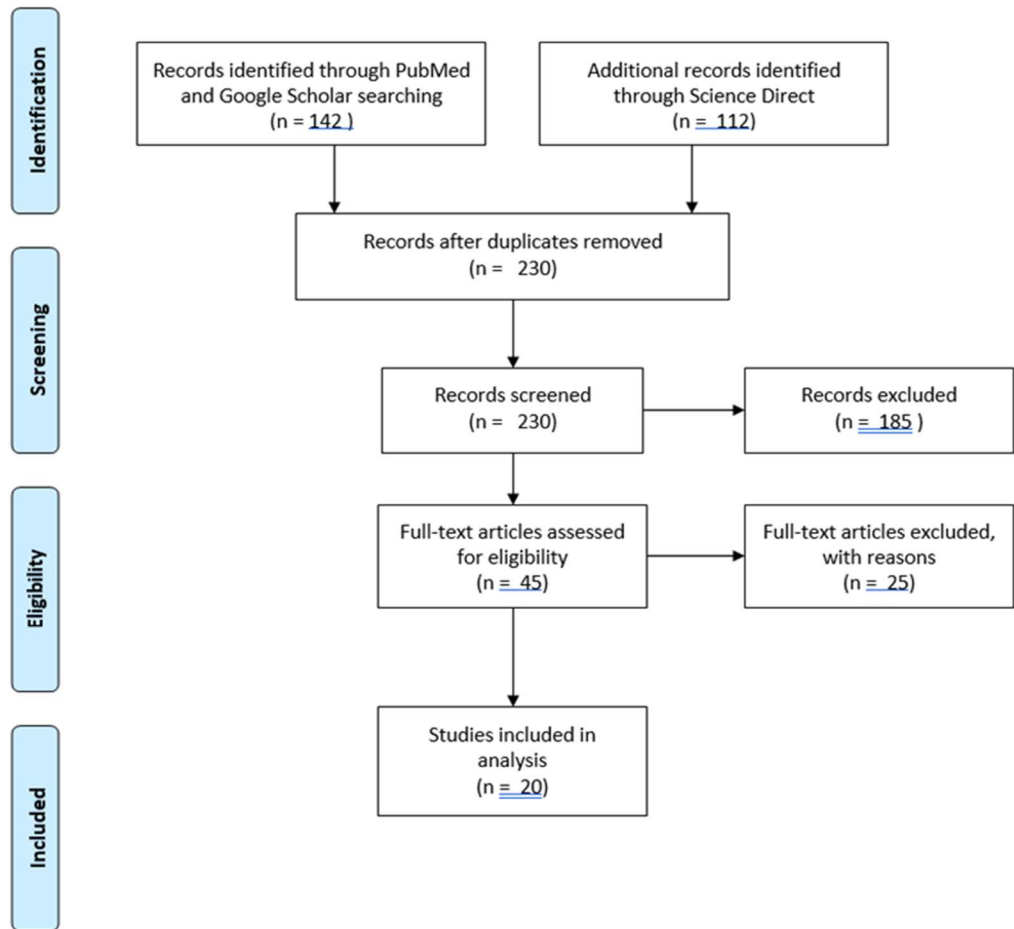 Identification
Records identified through PubMed
and Google Scholar searching
(n = 142 )
Additional records identified
through Science Direct
(n = 112)
Records after duplicates removed
(n = 230)
Screening
Records screened
(n = 230)
Records excluded
(n = 185 )
Eligibility
Full-text articles assessed
for eligibility
(n = 45)
Full-text articles excluded,
with reasons
(n = 25)
Included
Studies included in
analysis
(n = 20)